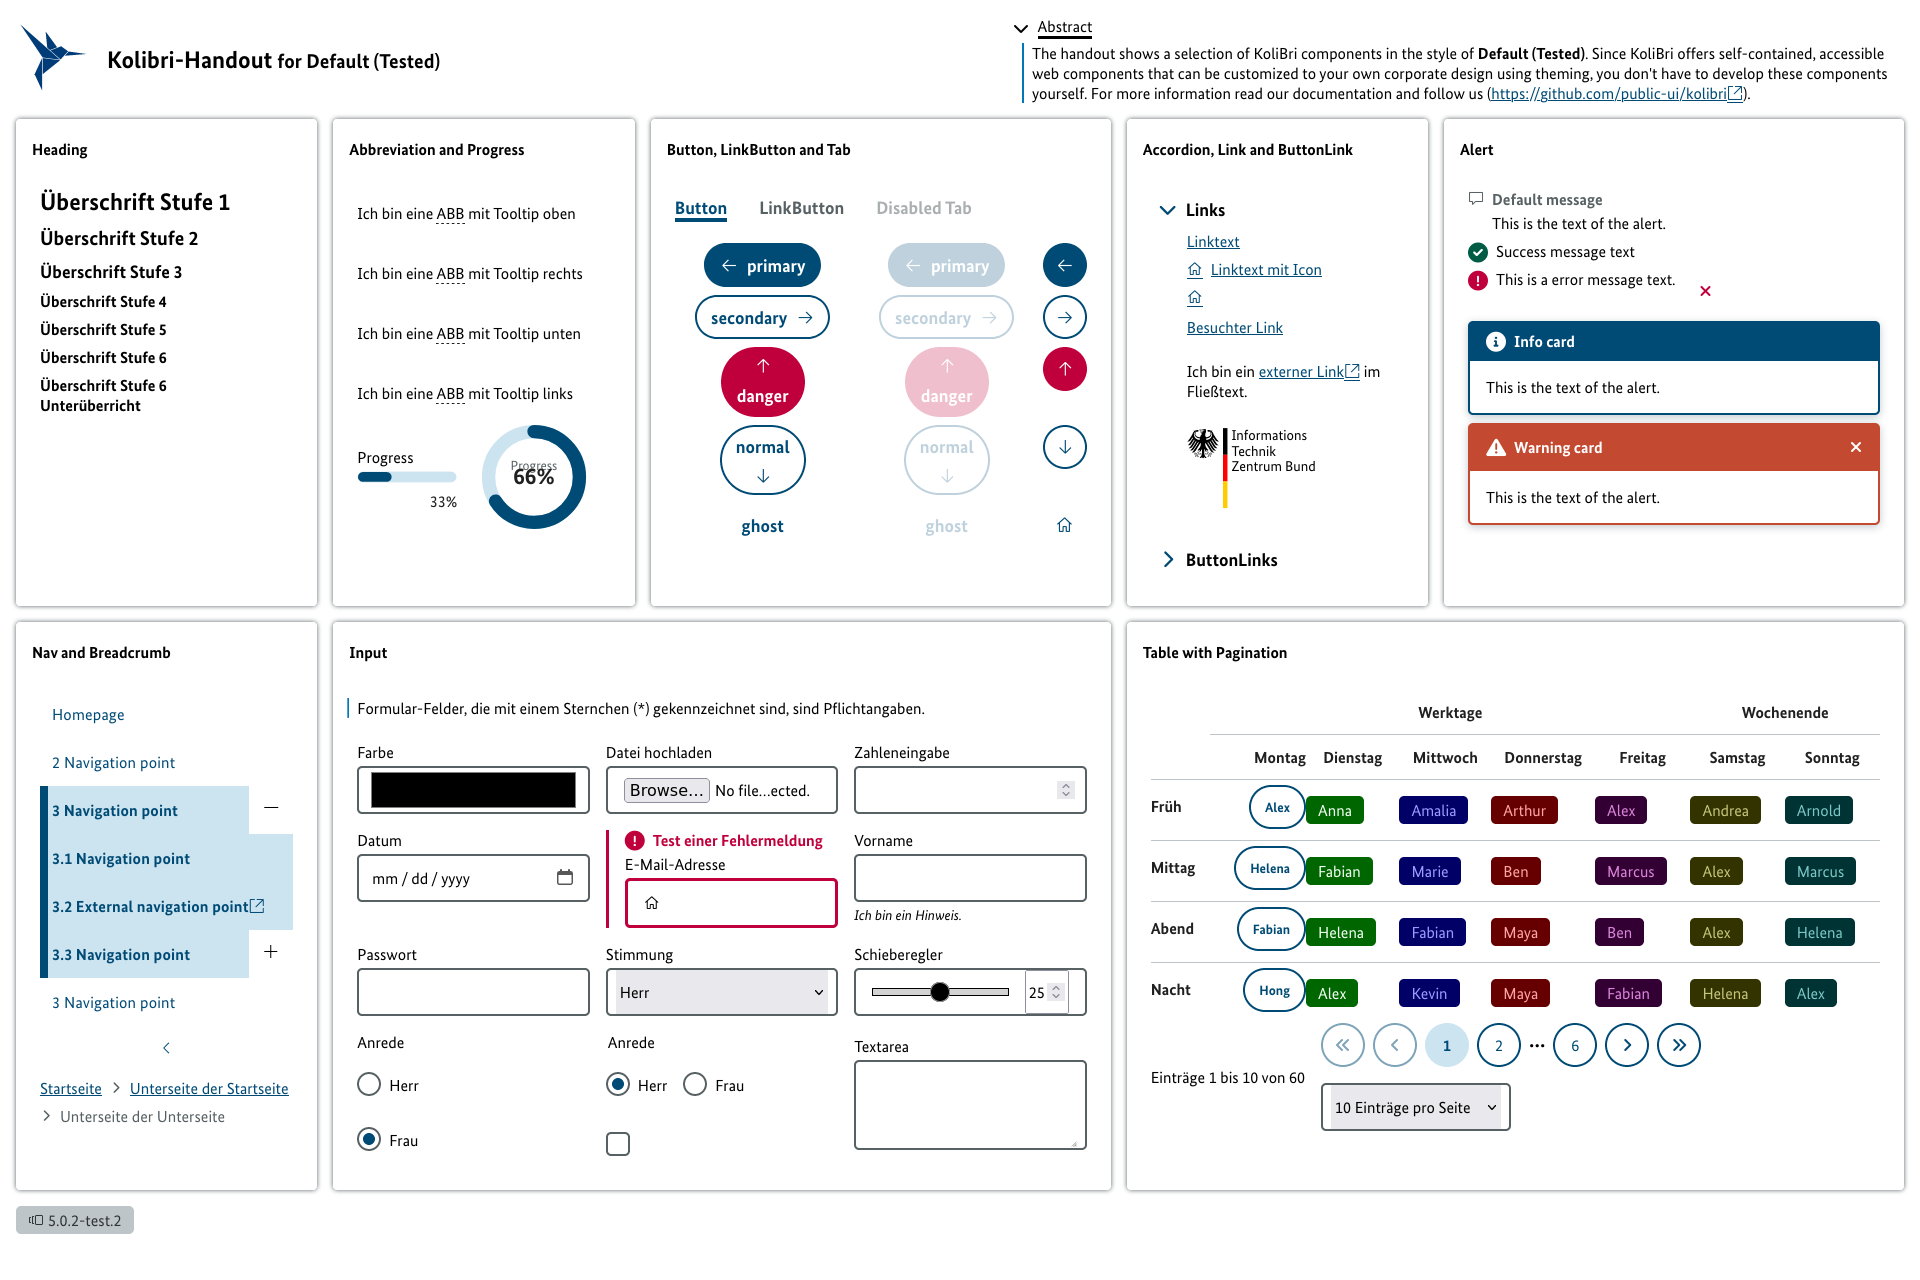 Kolibri-Handout for Default (Tested)
Abstract
The handout shows a selection of KoliBri components in the style of Default (Tested). Since KoliBri offers self-contained, accessible
web components that can be customized to your own corporate design using theming, you don't have to develop these components
yourself. For more information read our documentation and follow us (https://github.com/public-ui/kolibri).
Heading
Überschrift Stufe 1
Überschrift Stufe 2
Überschrift Stufe 3
Überschrift Stufe 4
Überschrift Stufe 5
Überschrift Stufe 6
Überschrift Stufe 6
Unterüberricht
Abbreviation and Progress
Ich bin eine ABB mit Tooltip oben
Ich bin eine ABB mit Tooltip rechts
Ich bin eine ABB mit Tooltip unten
Ich bin eine ABB mit Tooltip links
Progress
33%
Progress
66%
Button, LinkButton and Tab
Button LinkButton Disabled Tab
primary primary
secondary secondary
danger danger
normal normal
ghost ghost
Accordion, Link and ButtonLink
Links
Linktext
Linktext mit Icon
Besuchter Link
Ich bin ein externer Link im
Fließtext.
Informations
Technik
Zentrum Bund
ButtonLinks
Alert
Default message
This is the text of the alert.
Success message text
This is a error message text.
Info card
This is the text of the alert.
Warning card
This is the text of the alert.
Nav and Breadcrumb
Homepage
2 Navigation point
3 Navigation point
3.1 Navigation point
3.2 External navigation point
3.3 Navigation point
3 Navigation point
Startseite Unterseite der Startseite
Unterseite der Unterseite
Input
Formular-Felder, die mit einem Sternchen (*) gekennzeichnet sind, sind Pflichtangaben.
Farbe Datei hochladen Zahleneingabe
Browse... No file...ected.
Datum
mm / dd / yyyy
Test einer Fehlermeldung
E-Mail-Adresse
Vorname
Ich bin ein Hinweis.
Passwort Stimmung Schieberegler
Herr 25
Anrede
Herr
Frau
Anrede
Herr Frau
Textarea
Table with Pagination
Werktage Wochenende
Montag Dienstag Mittwoch Donnerstag Freitag Samstag Sonntag
Früh Alex Anna Amalia Arthur Alex Andrea Arnold
Mittag Helena Fabian Marie Ben Marcus Alex Marcus
Abend Fabian Helena Fabian Maya Ben Alex Helena
Nacht Hong Alex Kevin Maya Fabian Helena Alex
1 2 ••• 6
Einträge 1 bis 10 von 60
10 Einträge pro Seite
5.0.2-test.2